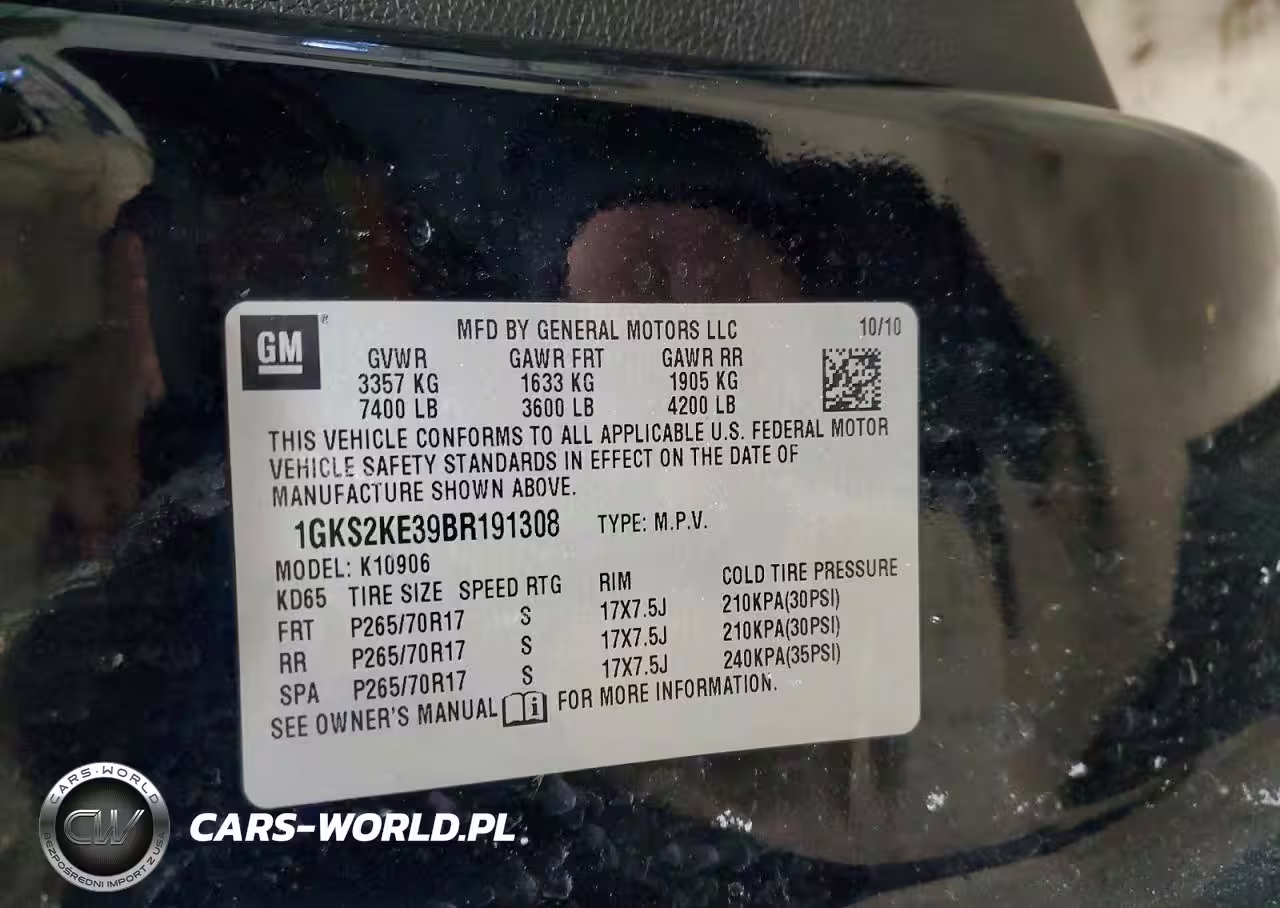 GM
MFD BY GENERAL MOTORS LLC 10/10
GVWR GAWR FRT GAWR RR
3357 KG 1633 KG 1905 KG
7400 LB 3600 LB 4200 LB
THIS VEHICLE CONFORMS TO ALL APPLICABLE U.S. FEDERAL MOTOR
VEHICLE SAFETY STANDARDS IN EFFECT ON THE DATE OF
MANUFACTURE SHOWN ABOVE.
1GKS2KE39BR191308 TYPE: M.P.V.
MODEL: K10906
KD65 TIRE SIZE SPEED RTG RIM COLD TIRE PRESSURE
FRT P265/70R17 S 17X7.5J 210KPA(30PSI)
RR P265/70R17 S 17X7.5J 210KPA(30PSI)
SPA P265/70R17 S 17X7.5J 240KPA(35PSI)
SEE OWNER'S MANUAL FOR MORE INFORMATION.
CARS-WORLD
CW
BEZPOŚREDNI IMPORT Z USA
CARS-WORLD.PL